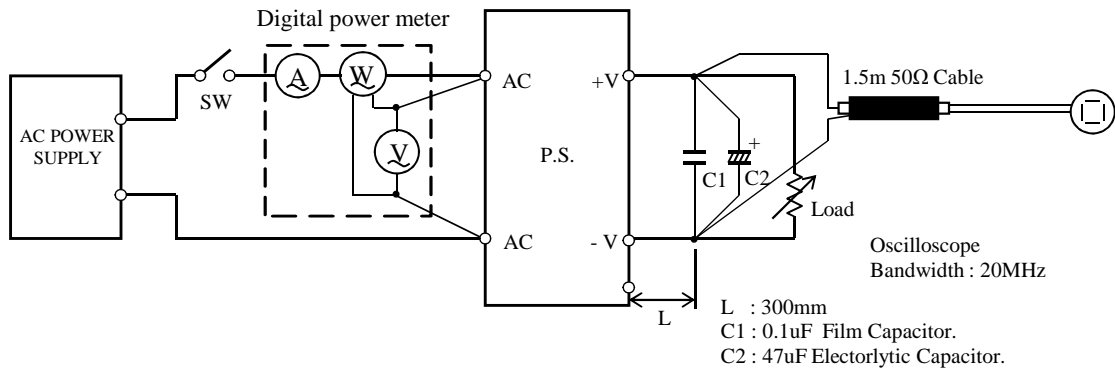 Digital power meter
A
W
V
SW
AC POWER
SUPPLY
AC
AC
P.S.
+V
- V
C1
+
C2
Load
1.5m 50Ω Cable
Oscilloscope
Bandwidth : 20MHz
L
L : 300mm
C1 : 0.1uF Film Capacitor.
C2 : 47uF Electorlytic Capacitor.